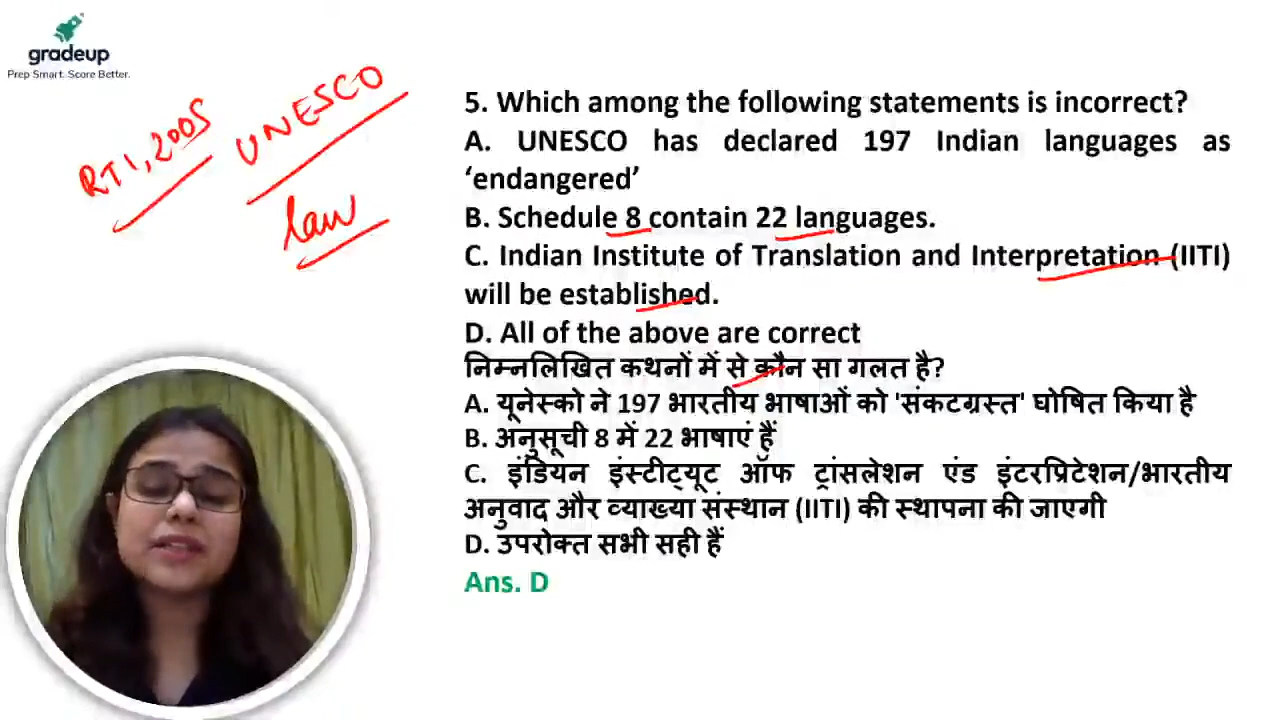 gradeup
Prep Smart. Score Better.
RTI, 2005
UNESCO
law
5. Which among the following statements is incorrect?
A. UNESCO has declared 197 Indian languages as
‘endangered’
B. Schedule 8 contain 22 languages.
C. Indian Institute of Translation and Interpretation (IITI)
will be established.
D. All of the above are correct
निम्नलिखित कथनों में से कौन सा गलत है?
A. यूनेस्को ने 197 भारतीय भाषाओं को 'संकटग्रस्त' घोषित किया है
B. अनुसूची 8 में 22 भाषाएं हैं
C. इंडियन इंस्टीट्यूट ऑफ ट्रांसलेशन एंड इंटरप्रिटेशन/भारतीय
अनुवाद और व्याख्या संस्थान (IITI) की स्थापना की जाएगी
D. उपरोक्त सभी सही हैं
Ans. D